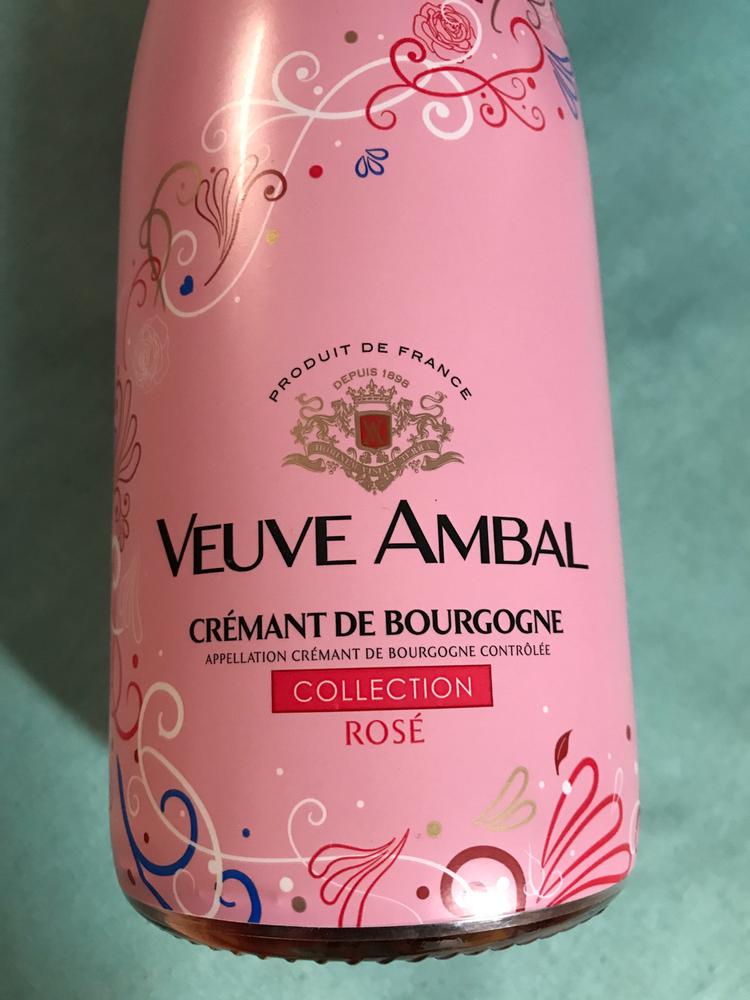 PRODUIT DE FRANCE
DEPUIS 1898
VEUVE AMBAL
CRÉMANT DE BOURGOGNE
APPELLATION CRÉMANT DE BOURGOGNE CONTRÔLÉE
COLLECTION
ROSÉ